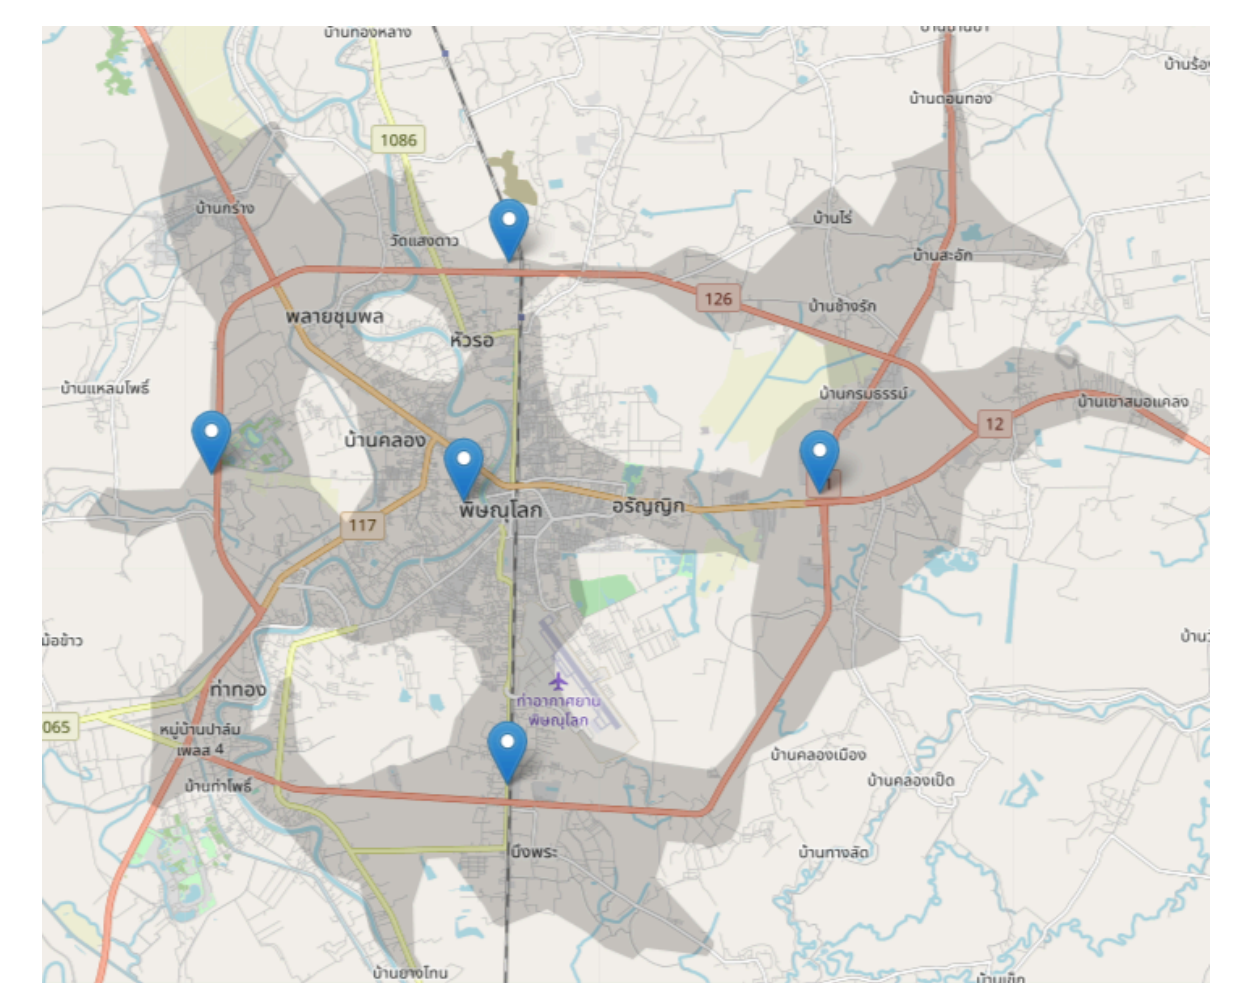 บ้านทองหลาง
บ้านร้อ
บ้านดอนทอง
1086
บ้านกร่าง
วัดแสงดาว
บ้านไร่
บ้านสะอัก
126
บ้านช้างรัก
พลายชุมพล
หัวรอ
บ้านแหลมโพธิ์
บ้านกรมธรรม์
บ้านเขาสมอแคลง
12
บ้านคลอง
พิษณุโลก
อรัญญิก
117
บ้าน
ท่าทอง
ท่าอากาศยาน
พิษณุโลก
065
หมู่บ้านปาล์ม
เพลส 4
บ้านคลองเมือง
บ้านท่าโพธิ์
บ้านคลองเป็ด
บึงพระ
บ้านทางลัด
บ้านยางโทน